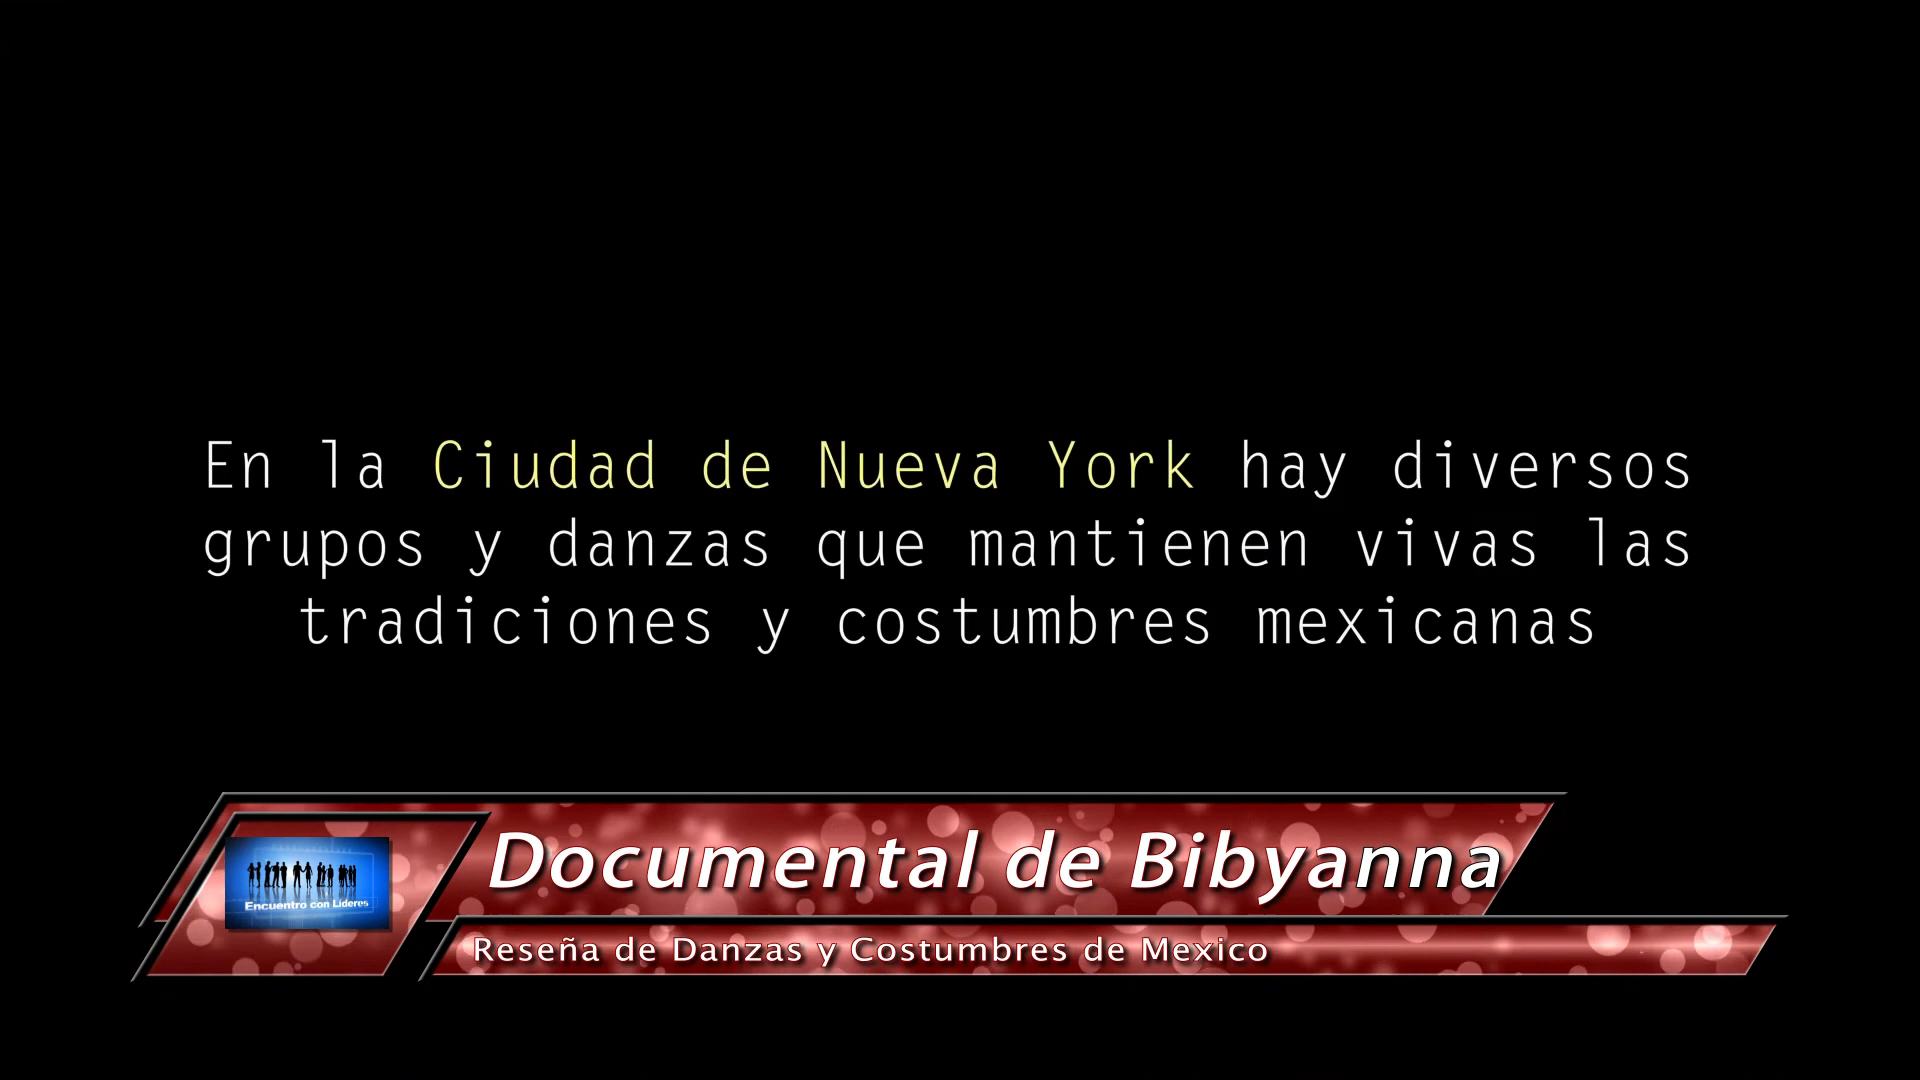 En la Ciudad de Nueva York hay diversos
grupos y danzas que mantienen vivas las
tradiciones y costumbres mexicanas
Documental de Bibyanna
Encuentro con Líderes
Reseña de Danzas y Costumbres de Mexico